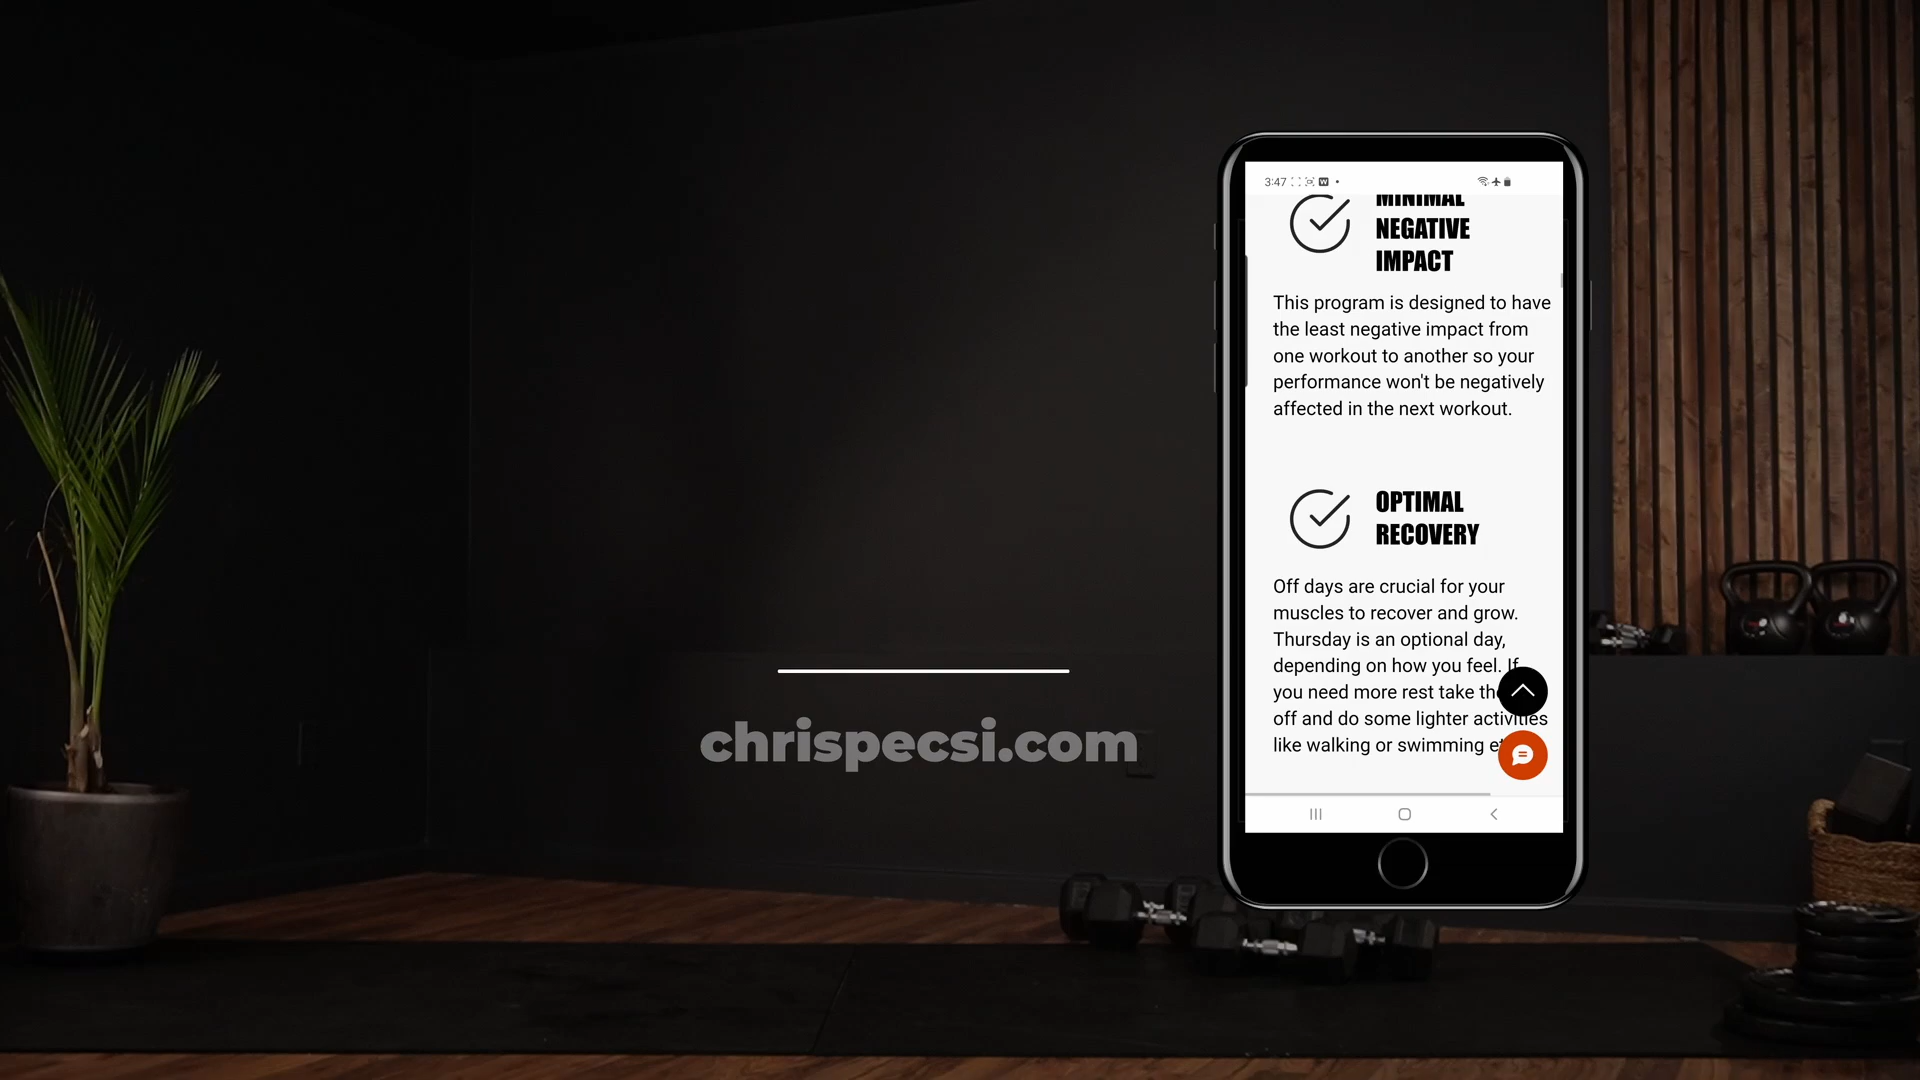 3:47
MINIMAL
NEGATIVE
IMPACT
This program is designed to have
the least negative impact from
one workout to another so your
performance won't be negatively
affected in the next workout.
OPTIMAL
RECOVERY
Off days are crucial for your
muscles to recover and grow.
Thursday is an optional day,
depending on how you feel. If
you need more rest take
off and do some lighter activities
like walking or swimming
chrispecsi.com